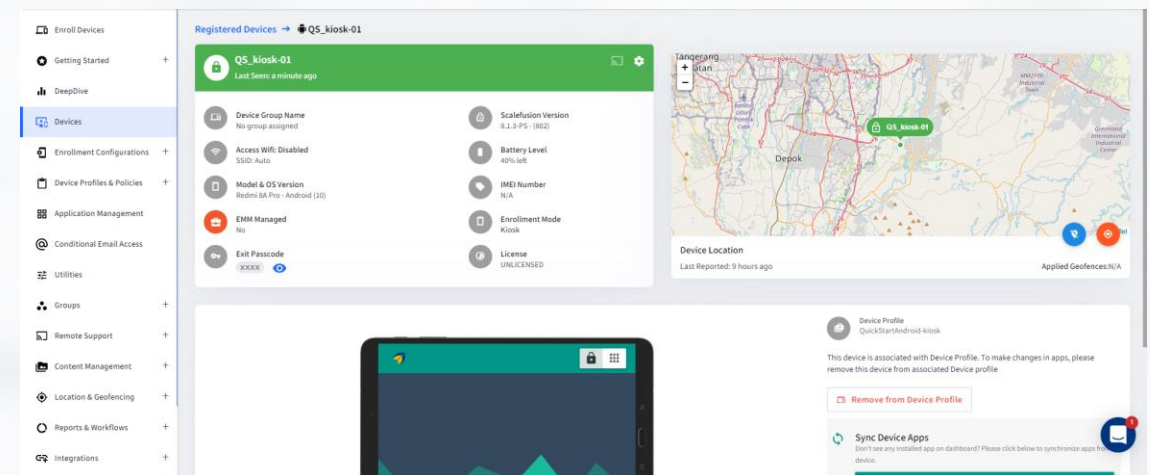 Enroll Devices
Getting Started +
DeepDive
Devices
Enrollment Configurations +
Device Profiles & Policies +
Application Management
Conditional Email Access
Utilities
Groups +
Remote Support +
Content Management +
Location & Geofencing +
Reports & Workflows +
Integrations +
Registered Devices → QS_kiosk-01
QS_kiosk-01
Last Seen: a minute ago
Device Group Name
No group assigned
Scalefusion Version
8.1.3-PS - (802)
Access Wifi: Disabled
SSID: Auto
Battery Level
40% left
Model & OS Version
Redmi 8A Pro - Android (10)
IMEI Number
N/A
EMM Managed
No
Enrollment Mode
Kiosk
Exit Passcode
XXXX
License
UNLICENSED
Tangerang
+
−
QS_kiosk-01
Depok
Device Location
Last Reported: 9 hours ago
Applied Geofences:N/A
Device Profile
QuickStartAndroid-kiosk
This device is associated with Device Profile. To make changes in apps, please
remove this device from associated Device profile
Remove from Device Profile
1
Sync Device Apps
Don't see any installed app on dashboard? Please click below to synchronize apps
device.